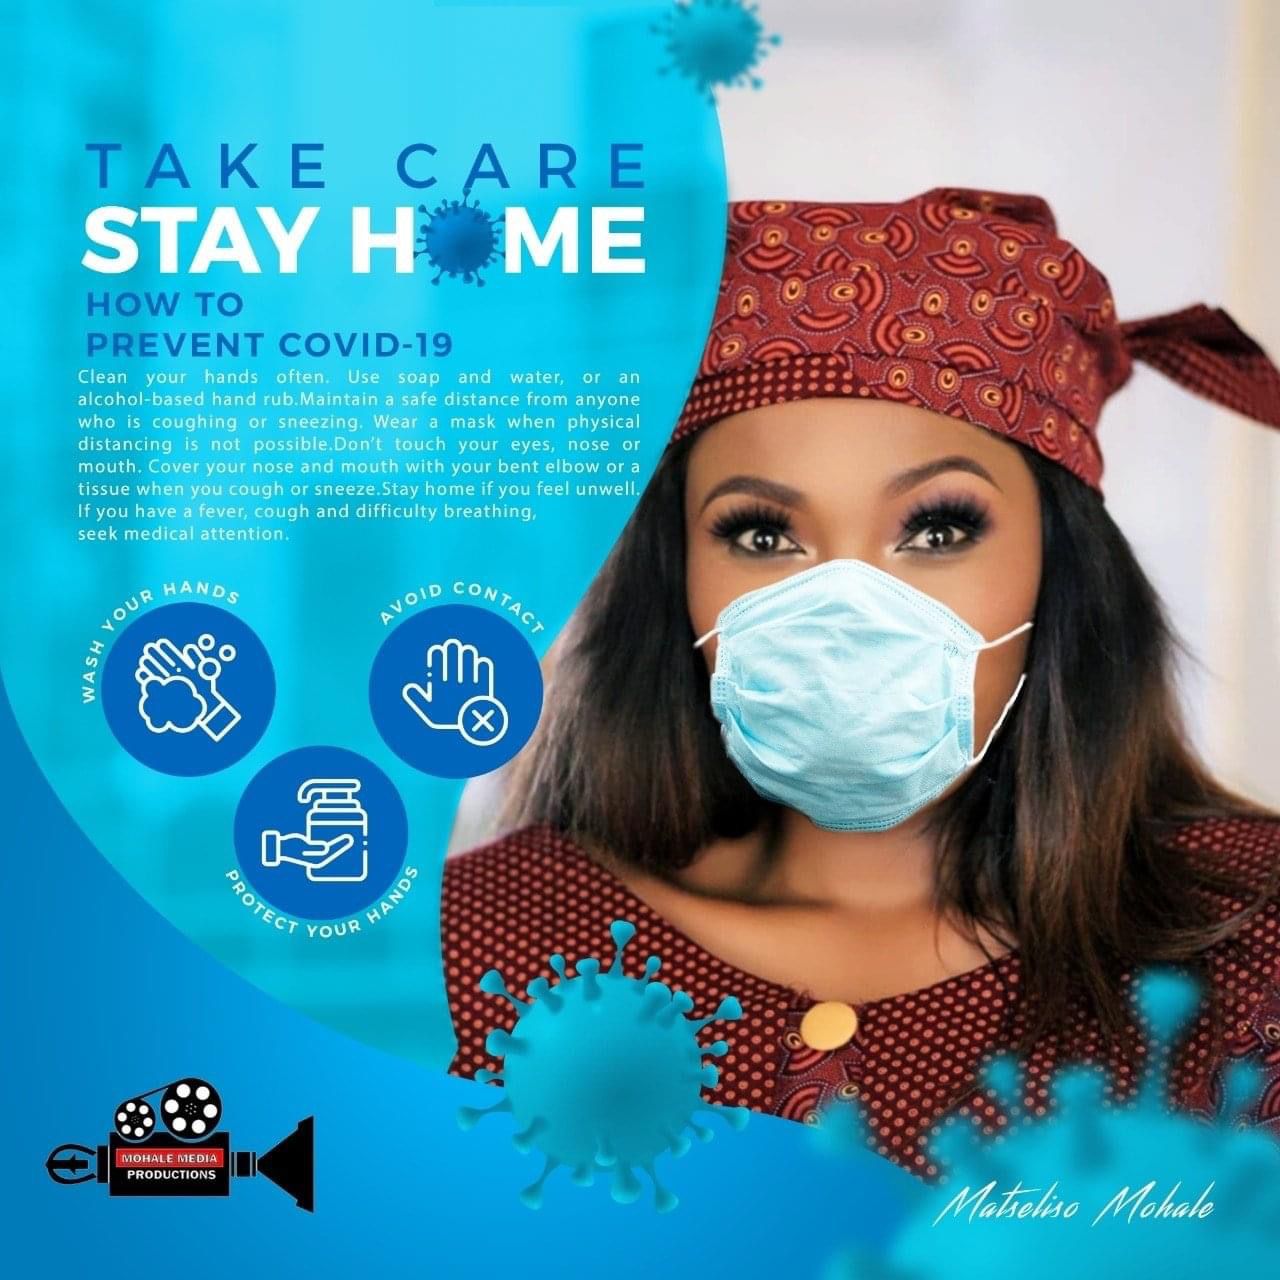 TAKE CARE
STAY HOME
HOW TO
PREVENT COVID-19
Clean your hands often. Use soap and water, or an
alcohol-based hand rub.Maintain a safe distance from anyone
who is coughing or sneezing. Wear a mask when physical
distancing is not possible.Don't touch your eyes, nose or
mouth. Cover your nose and mouth with your bent elbow or a
tissue when you cough or sneeze.Stay home if you feel unwell.
If you have a fever, cough and difficulty breathing,
seek medical attention.
WASH YOUR HANDS
AVOID CONTACT
PROTECT YOUR HANDS
MOHALE MEDIA
PRODUCTIONS
Matseliso Mohale